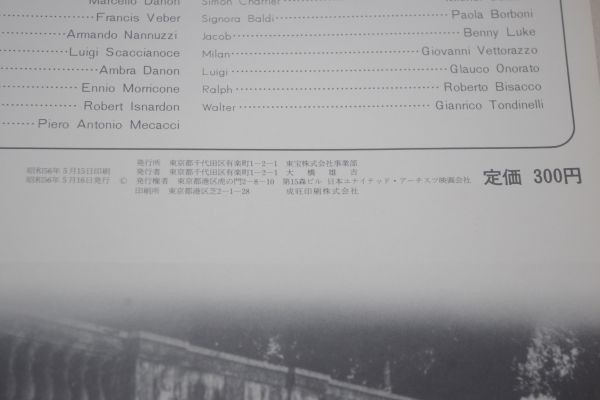 Marcello Danon
Francis Veber
Armando Nannuzzi
Luigi Scaccianoce
Ambra Danon
Ennio Morricone
Robert Isnardon
Piero Antonio Mecacci
Simon Charrier
Signora Baldi Paola Borboni
Jacob Benny Luke
Milan Giovanni Vettorazzo
Luigi Glauco Onorato
Ralph Roberto Bisacco
Walter Gianrico Tondinelli
昭和56年5月15日印刷
昭和56年5月16日発行 ©
発行所 東京都千代田区有楽町1-2-1 東宝株式会社事業部
発行者 東京都千代田区有楽町1-2-1 大橋雄吉
発行権者 東京都港区虎の門2-8-10 第15森ビル 日本ユナイテッド・アーチスツ映画会社
印刷所 東京都港区芝2-1-28 成旺印刷株式会社
定価 300円